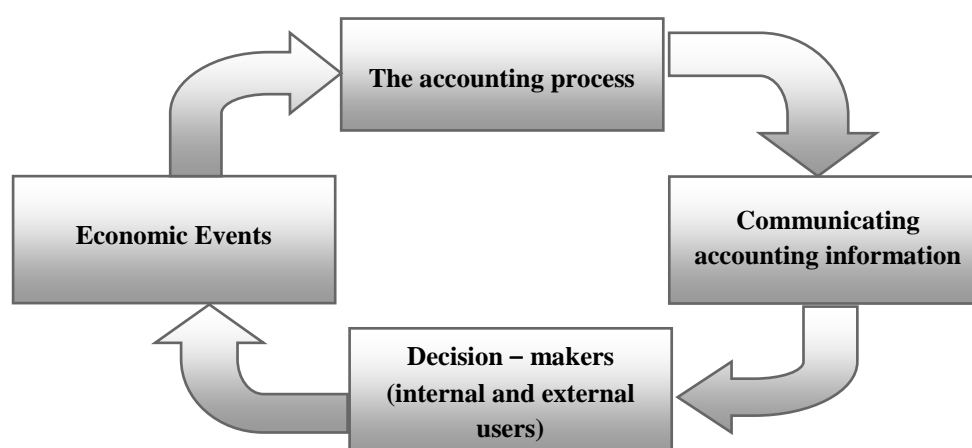 The accounting process
Economic Events
Communicating
accounting information
Decision – makers
(internal and external
users)